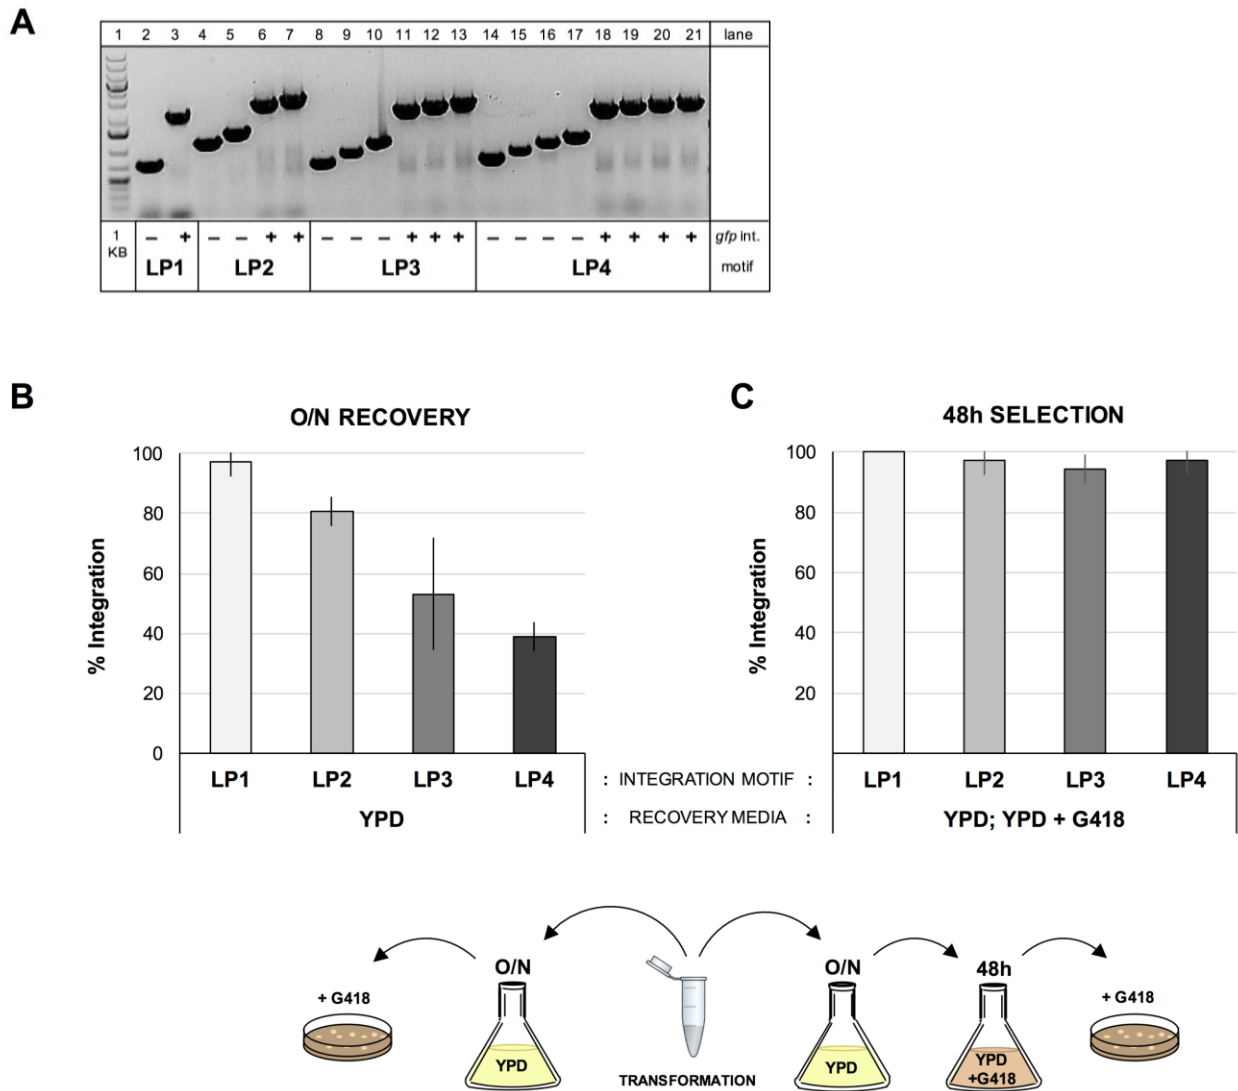 A
1 2 3 4 5 6 7 8 9 10 11 12 13 14 15 16 17 18 19 20 21 lane
1 KB – + – – + + – – – + + + – – – – + + + + gfp int.
LP1 LP2 LP3 LP4 motif
B
O/N RECOVERY
% Integration
100
80
60
40
20
0
LP1 LP2 LP3 LP4
YPD
: INTEGRATION MOTIF :
: RECOVERY MEDIA :
C
48h SELECTION
% Integration
100
80
60
40
20
LP1 LP2 LP3 LP4
YPD; YPD + G418
+ G418
O/N
YPD
TRANSFORMATION
O/N
YPD
48h
YPD
+G418
+ G418